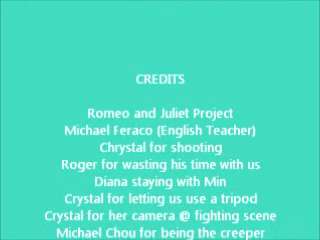 CREDITS
Romeo and Juliet Project
Michael Feraco (English Teacher)
Chrystal for shooting
Roger for wasting his time with us
Diana staying with Min
Crystal for letting us use a tripod
Crystal for her camera @ fighting scene
Michael Chou for being the creeper